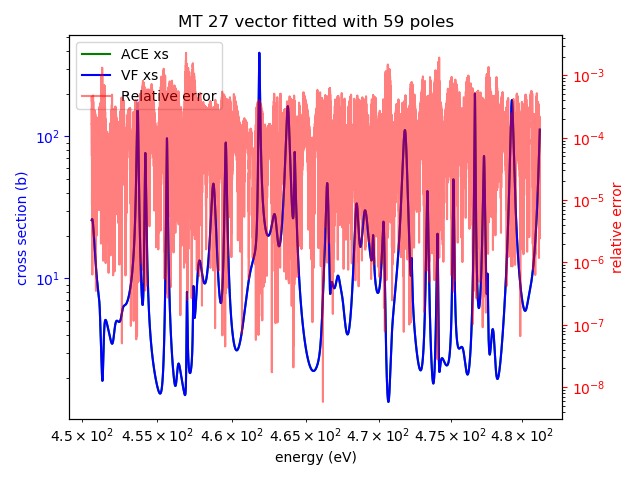 MT 27 vector fitted with 59 poles
ACE xs
VF xs
Relative error
cross section (b)
10²
10¹
relative error
10⁻³
10⁻⁴
10⁻⁵
10⁻⁶
10⁻⁷
10⁻⁸
4.5 × 10² 4.55 × 10² 4.6 × 10² 4.65 × 10² 4.7 × 10² 4.75 × 10² 4.8 × 10²
energy (eV)